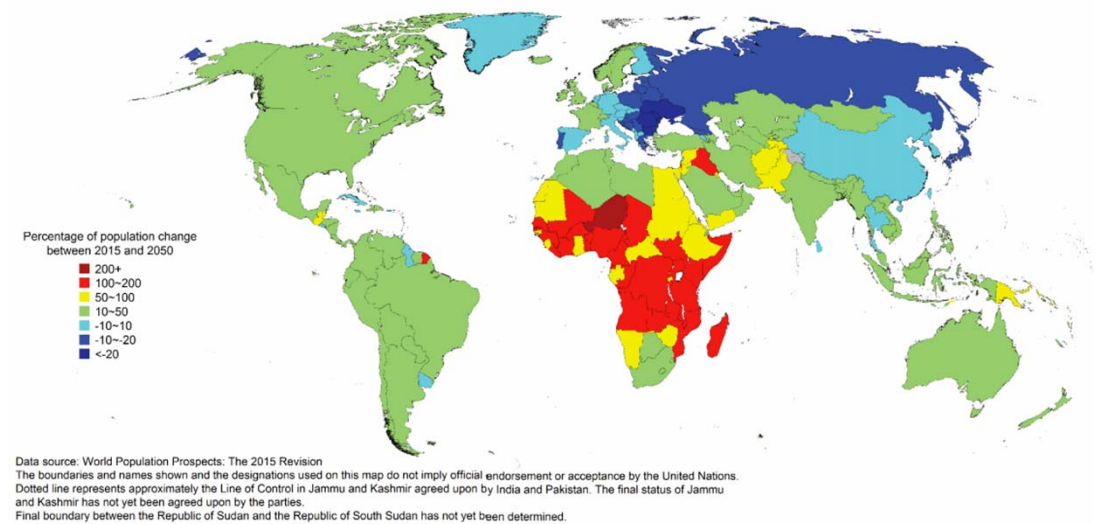 Percentage of population change
between 2015 and 2050
200+
100~200
50~100
10~50
-10~10
-10~-20
<-20
Data source: World Population Prospects: The 2015 Revision
The boundaries and names shown and the designations used on this map do not imply official endorsement or acceptance by the United Nations.
Dotted line represents approximately the Line of Control in Jammu and Kashmir agreed upon by India and Pakistan. The final status of Jammu
and Kashmir has not yet been agreed upon by the parties.
Final boundary between the Republic of Sudan and the Republic of South Sudan has not yet been determined.